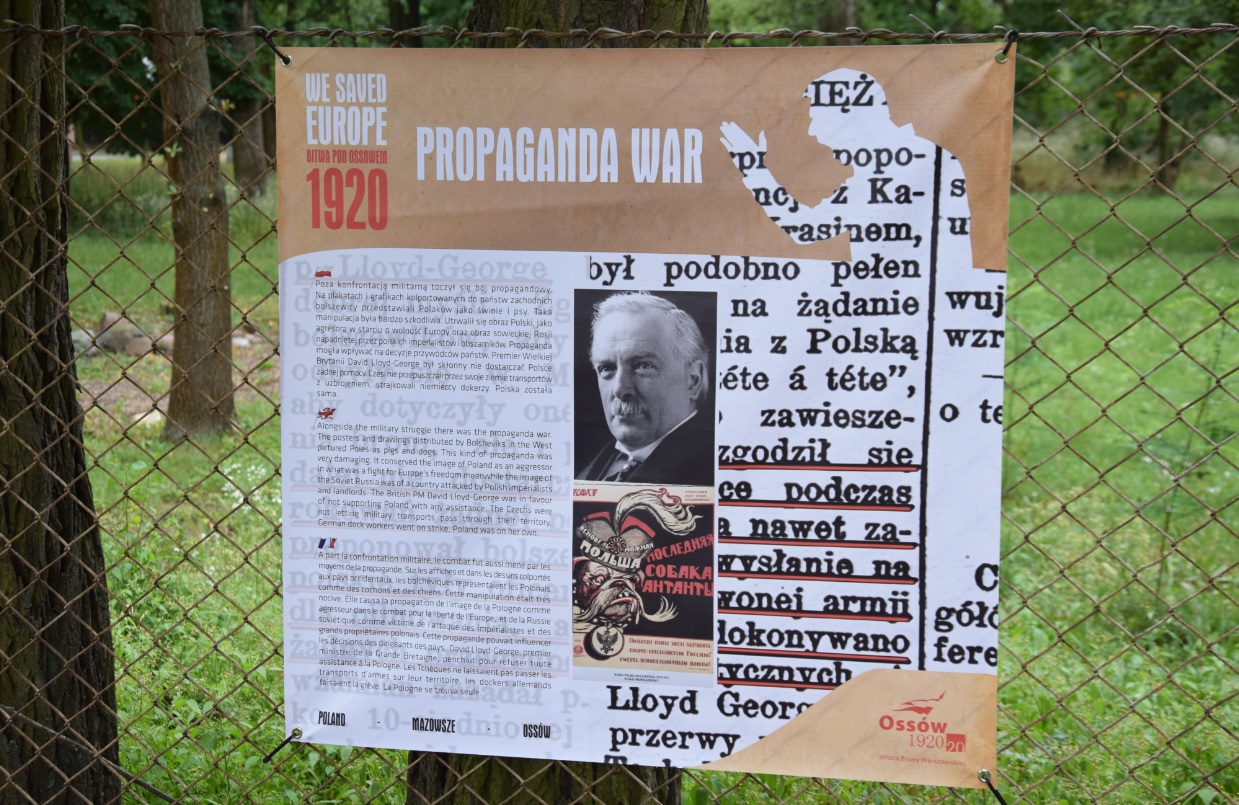 WE SAVED
EUROPE
BITWA POD OSSOWEM
1920
PROPAGANDA WAR
IĘŻ
popo-
z Ka-
rasinem,
był podobno pełen
na żądanie
ia z Polską
téte á téte”,
zawiesze-
zgodził się
ce podczas
a nawet za-
wysłanie na
wonej armii
dokonywano
tycznych i
Lloyd Georg
przerwy
wuj
wzr
o te
C
gółó
fere
p. Lloyd-George
Poza konfrontacją militarną toczył się bój propagandowy.
Na plakatach i grafikach kolportowanych do państw zachodnich
bolszewicy przedstawiali Polaków jako świnie i psy. Taka
manipulacja była bardzo szkodliwa. Utrwalił się obraz Polski, jako
agresora w starciu o wolność Europy oraz obraz sowieckiej Rosji
napadniętej przez polskich imperialistów i obszarników. Propaganda
mogła wpływać na decyzje przywódców państw. Premier Wielkiej
Brytanii David Lloyd-George był skłonny nie dostarczać Polsce
żadnej pomocy. Czesi nie przepuszczali przez swoje ziemie transportów
z uzbrojeniem, strajkowali niemieccy dokerzy. Polska została
sama.
aby dotyczyły one
Alongside the military struggle there was the propaganda war.
The posters and drawings distributed by Bolsheviks in the West
pictured Poles as pigs and dogs. This kind of propaganda was
very damaging. It conserved the image of Poland as an aggressor
in what was a fight for Europe's freedom meanwhile the image of
the Soviet Russia was of a country attacked by Polish imperialists
and landlords. The British PM David Lloyd-George was in favour
of not supporting Poland with any assistance. The Czechs were
not letting military transports pass through their territory,
German dock workers went on strike. Poland was on her own.
A part la confrontation militaire, le combat fut aussi mené par les
moyens de la propagande. Sur les affiches et dans les dessins colportés
aux pays occidentaux, les bolchéviques représentaient les Polonais
comme des cochons et des chiens. Cette manipulation était très
nocive. Elle causa la propagation de l'image de la Pologne comme
agresseur dans le combat pour la liberté de l'Europe, et de la Russie
soviétique comme victime de l'attaque des impérialistes et des
grands propriétaires polonais. Cette propagande pouvait influencer
les décisions des dirigeants des pays. David Lloyd George, premier
ministre de la Grande Bretagne, penchait pour réfuser toute
assistance à la Pologne. Les Tchèques ne laissaient pas passer les
transports d'armes sur leur territoire, les dockers allemands
faisaient la grève. La Pologne se trouva seule.
ПОЛЬША
ПОСЛЕДНЯЯ
СОБАКА
АНТАНТЫ
POLAND - MAZOWSZE - OSSÓW
Ossów
1920 20
Wrota Bitwy Warszawskiej